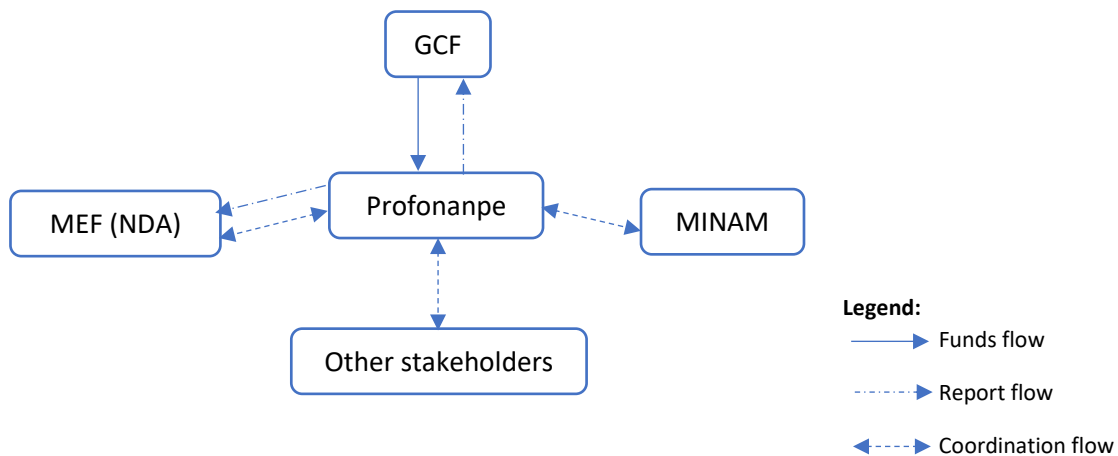 GCF
MEF (NDA)
Profonanpe
MINAM
Other stakeholders
Legend:
Funds flow
Report flow
Coordination flow